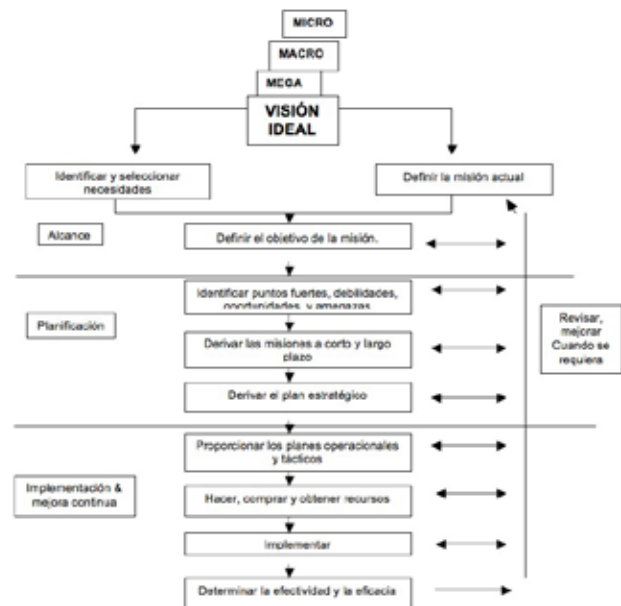 MICRO
MACRO
MEGA
VISIÓN
IDEAL
Identificar y seleccionar
necesidades
Definir la misión actual
Alcance
Definir el objetivo de la misión.
Identificar puntos fuertes, debilidades,
oportunidades, y amenazas
Planificación
Derivar las misiones a corto y largo
plazo
Revisar,
mejorar
Cuando se
requiera
Derivar el plan estratégico
Proporcionar los planes operacionales
y tácticos
Implementación &
mejora continua
Hacer, comprar y obtener recursos
Implementar
Determinar la efectividad y la eficacia